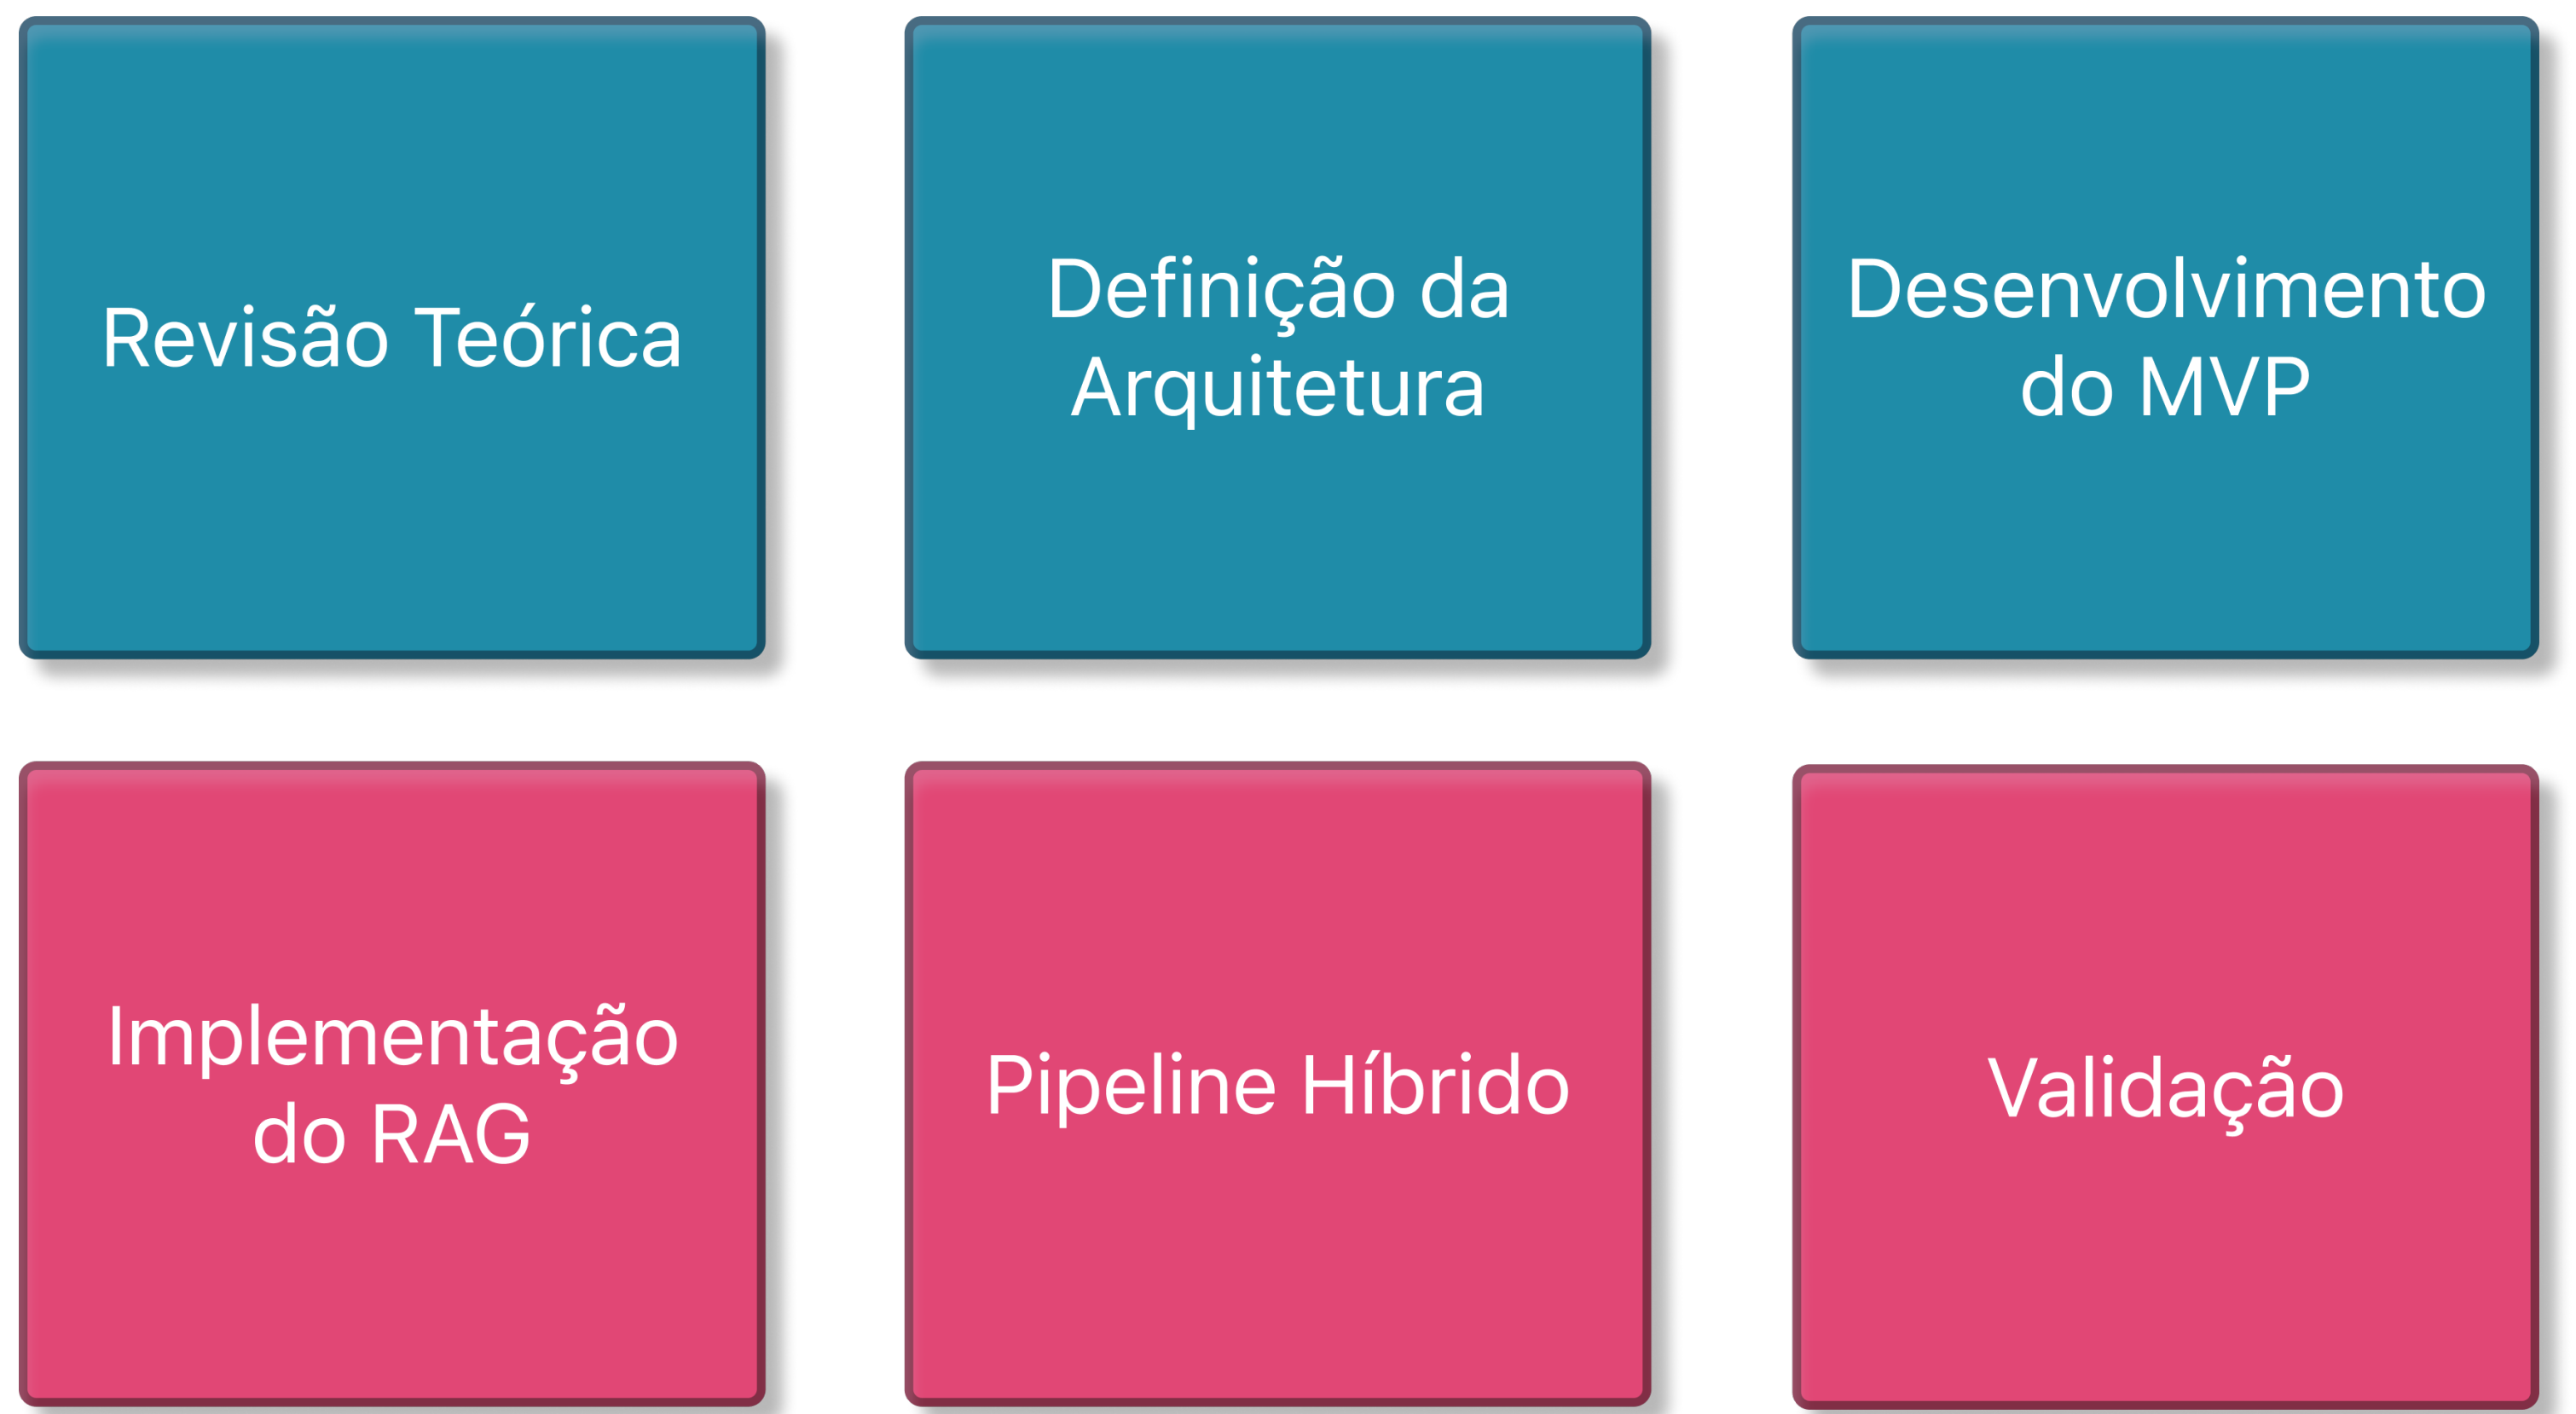 Revisão Teórica
Definição da
Arquitetura
Desenvolvimento
do MVP
Implementação
do RAG
Pipeline Híbrido
Validação